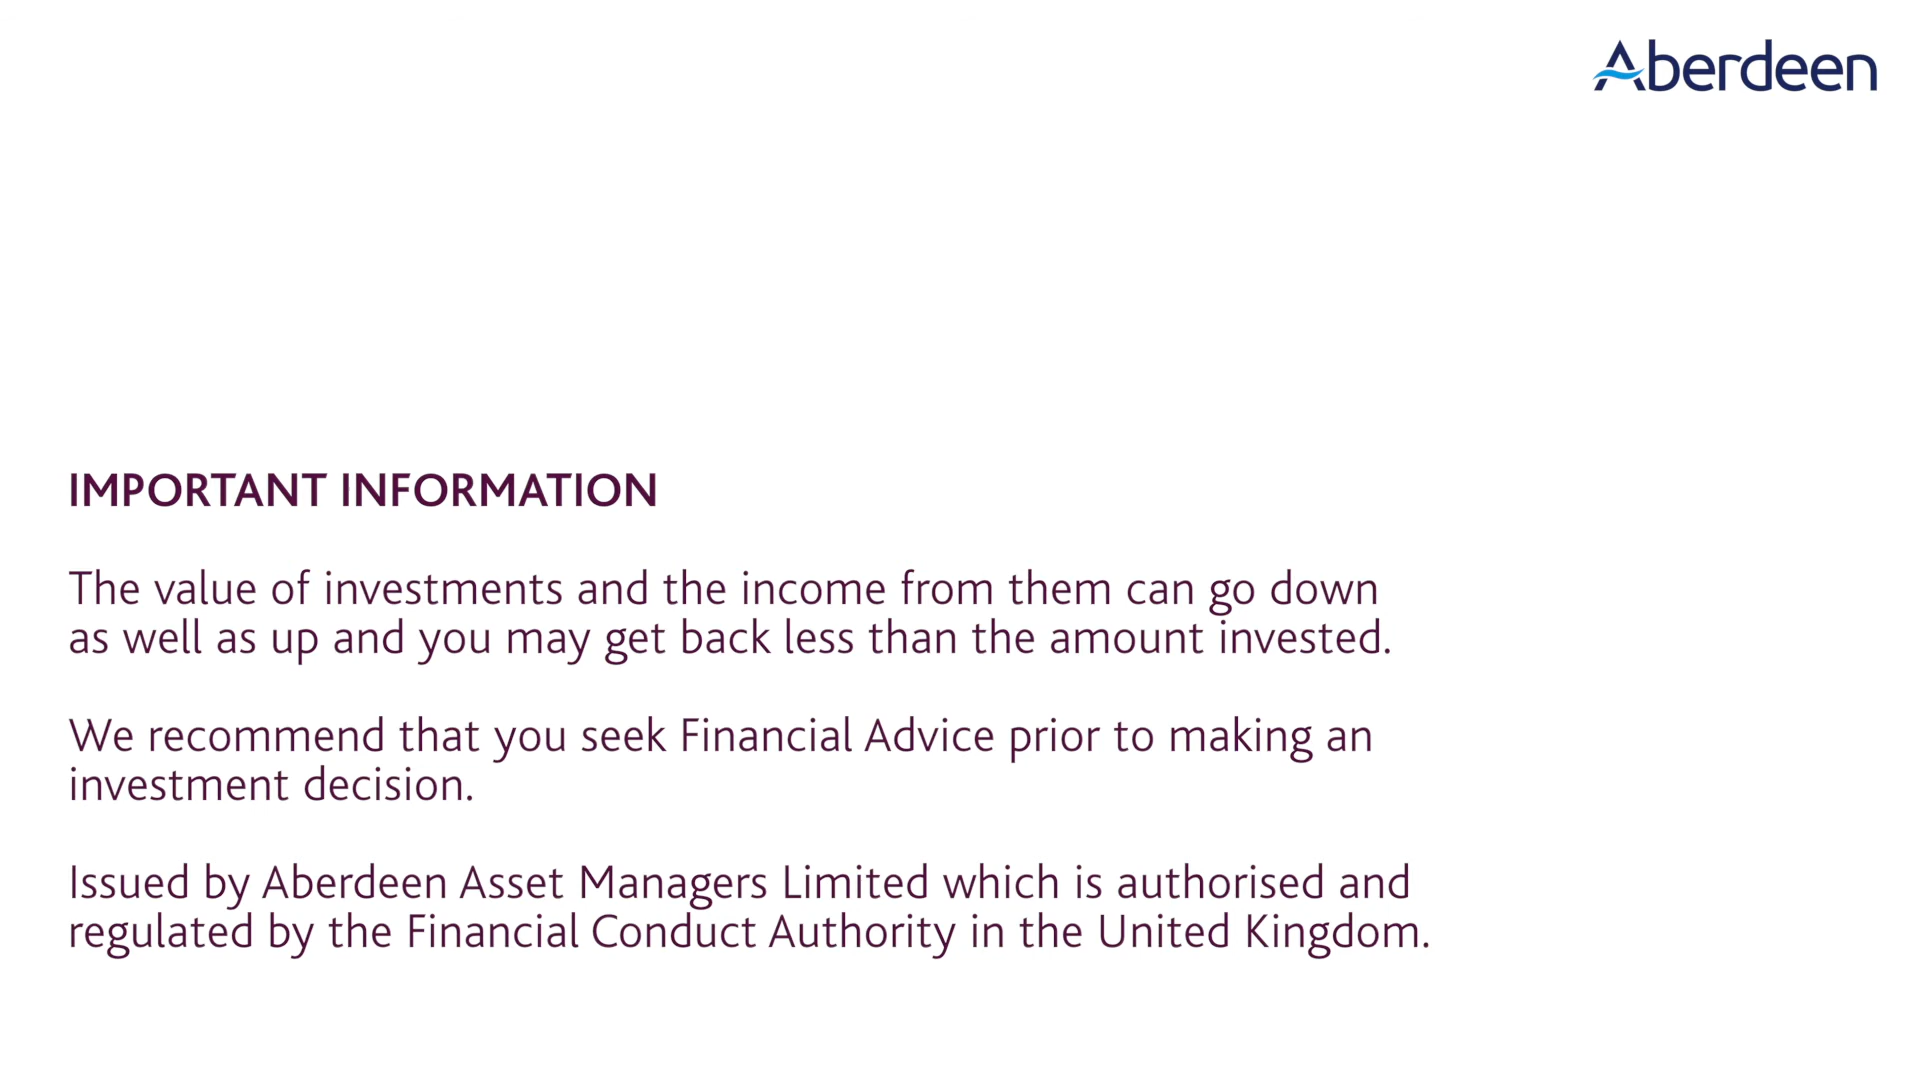 Aberdeen
IMPORTANT INFORMATION
The value of investments and the income from them can go down
as well as up and you may get back less than the amount invested.
We recommend that you seek Financial Advice prior to making an
investment decision.
Issued by Aberdeen Asset Managers Limited which is authorised and
regulated by the Financial Conduct Authority in the United Kingdom.